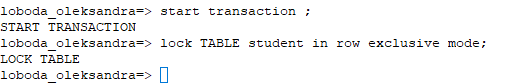 loboda_oleksandra=> start transaction ;
START TRANSACTION
loboda_oleksandra=> lock TABLE student in row exclusive mode;
LOCK TABLE
loboda_oleksandra=>